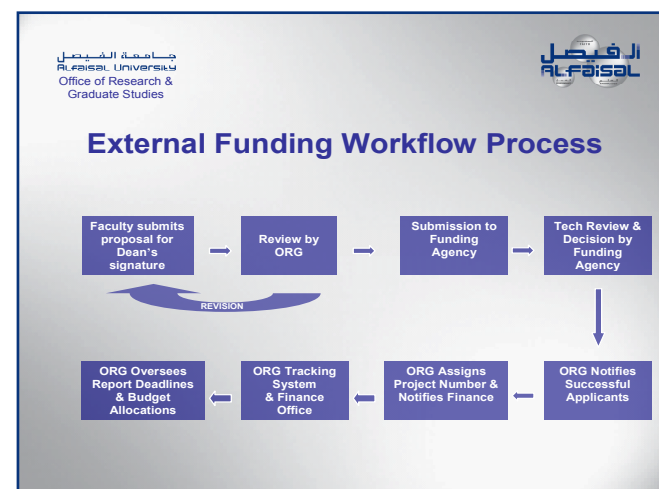 جامعة الفيصل
ALFAISAL UNIVERSITY
Office of Research &
Graduate Studies
الفيصل
ALFAISAL
External Funding Workflow Process
Faculty submits
proposal for
Dean's
signature
Review by
ORG
Submission to
Funding
Agency
Tech Review &
Decision by
Funding
Agency
REVISION
ORG Oversees
Report Deadlines
& Budget
Allocations
ORG Tracking
System
& Finance
Office
ORG Assigns
Project Number &
Notifies Finance
ORG Notifies
Successful
Applicants